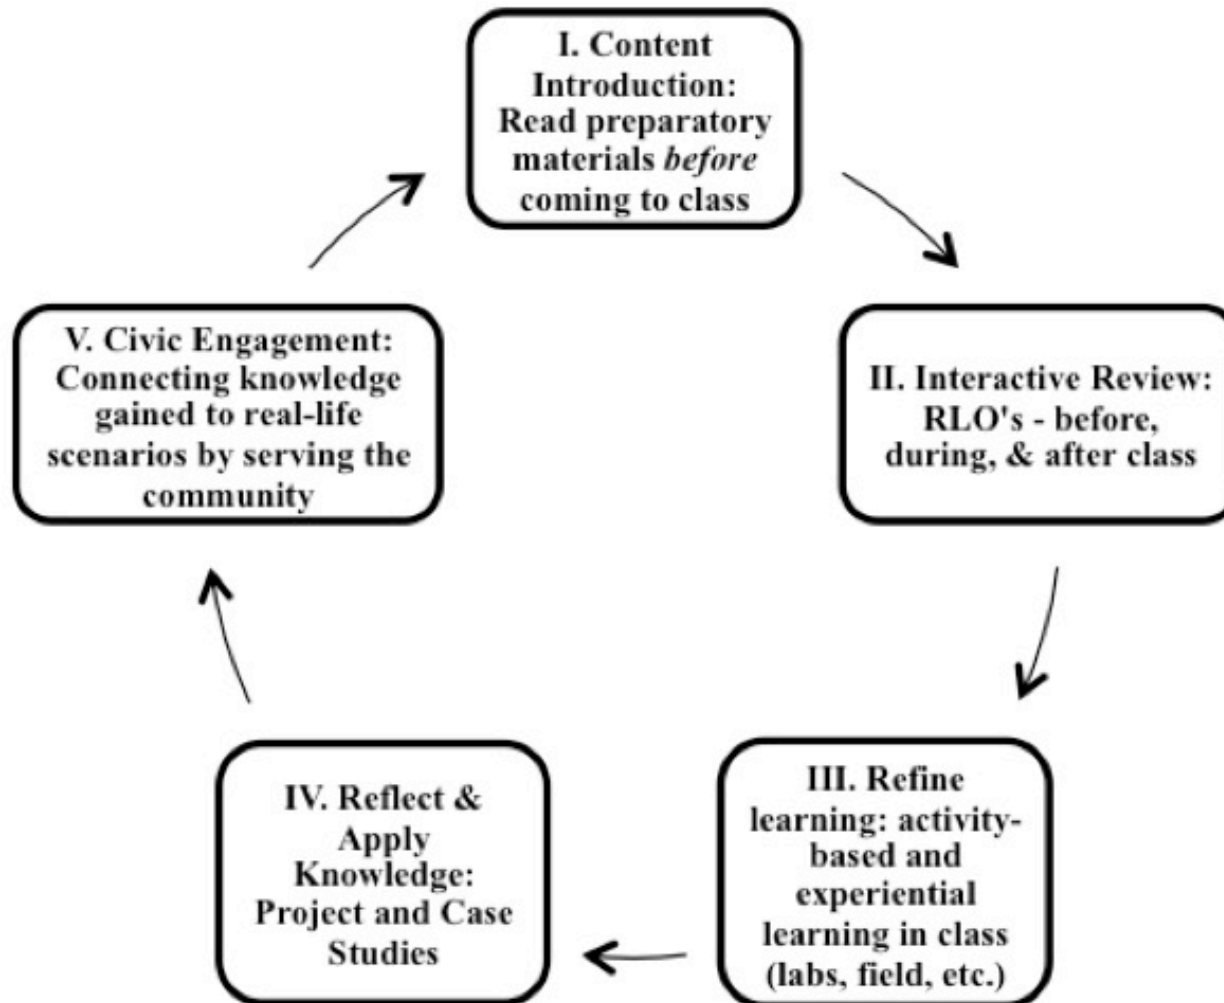 I. Content
Introduction:
Read preparatory
materials before
coming to class
II. Interactive Review:
RLO's - before,
during, & after class
III. Refine
learning: activity-
based and
experiential
learning in class
(labs, field, etc.)
IV. Reflect &
Apply
Knowledge:
Project and Case
Studies
V. Civic Engagement:
Connecting knowledge
gained to real-life
scenarios by serving the
community